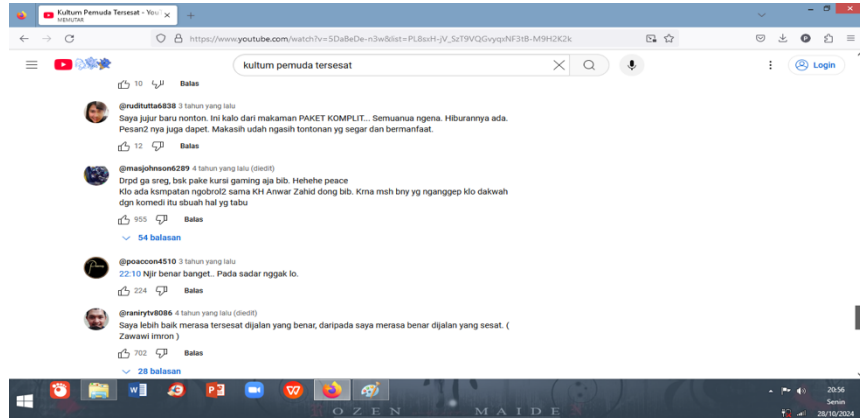 Kultum Pemuda Tersesat - You
MEMUTAR
https://www.youtube.com/watch?v=SDaBeDe-n3w&list=PL8sxH-jV_SzT9VQGvyqxNF3tB-M9H2K2k
kultum pemuda tersesat
Login
10 Balas
@ruditutta6838 3 tahun yang lalu
Saya jujur baru nonton. Ini kalo dari makaman PAKET KOMPLIT... Semuanua ngena. Hiburannya ada.
Pesan2 nya juga dapet. Makasih udah ngasih tontonan yg segar dan bermanfaat.
12 Balas
@masjohnson6289 4 tahun yang lalu (diedit)
Drpd ga sreg, bsk pake kursi gaming aja bib. Hehehe peace
Klo ada ksmpatan ngobrol2 sama KH Anwar Zahid dong bib. Krna msh bny yg nganggep klo dakwah
dgn komedi itu sbuah hal yg tabu
955 Balas
54 balasan
@poaccon4510 3 tahun yang lalu
22:10 Njir benar banget.. Pada sadar nggak lo.
224 Balas
@ranirytv8086 4 tahun yang lalu (diedit)
Saya lebih baik merasa tersesat dijalan yang benar, daripada saya merasa benar dijalan yang sesat. (
Zawawi imron )
702 Balas
28 balasan
OZEN MAIDE
20:56
Senin
28/10/2024